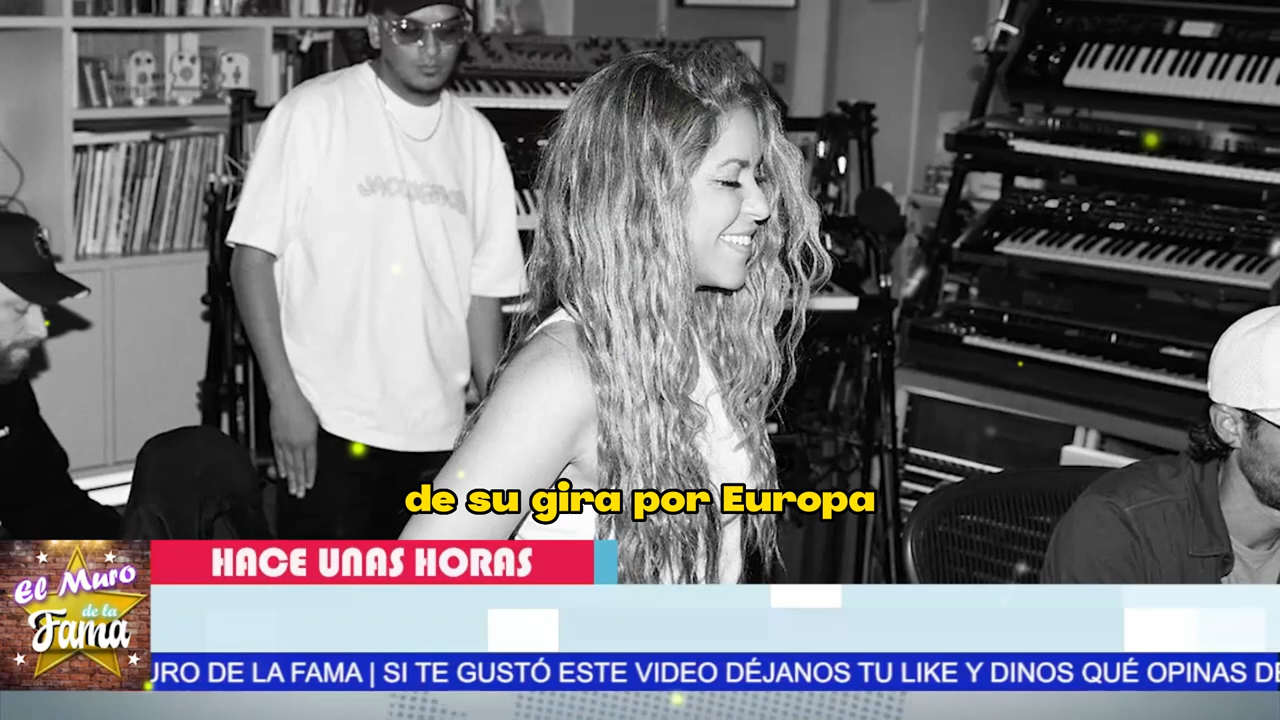 JACQUEMUS
de su gira por Europa
HACE UNAS HORAS
El Muro
de la
Fama
URO DE LA FAMA | SI TE GUSTÓ ESTE VIDEO DÉJANOS TU LIKE Y DINOS QUÉ OPINAS DE